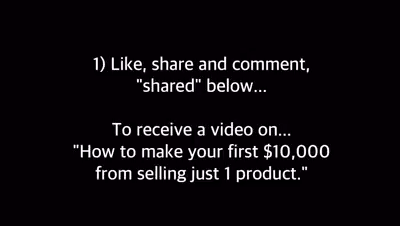 1) Like, share and comment,
"shared" below...
To receive a video on...
"How to make your first $10,000
from selling just 1 product."